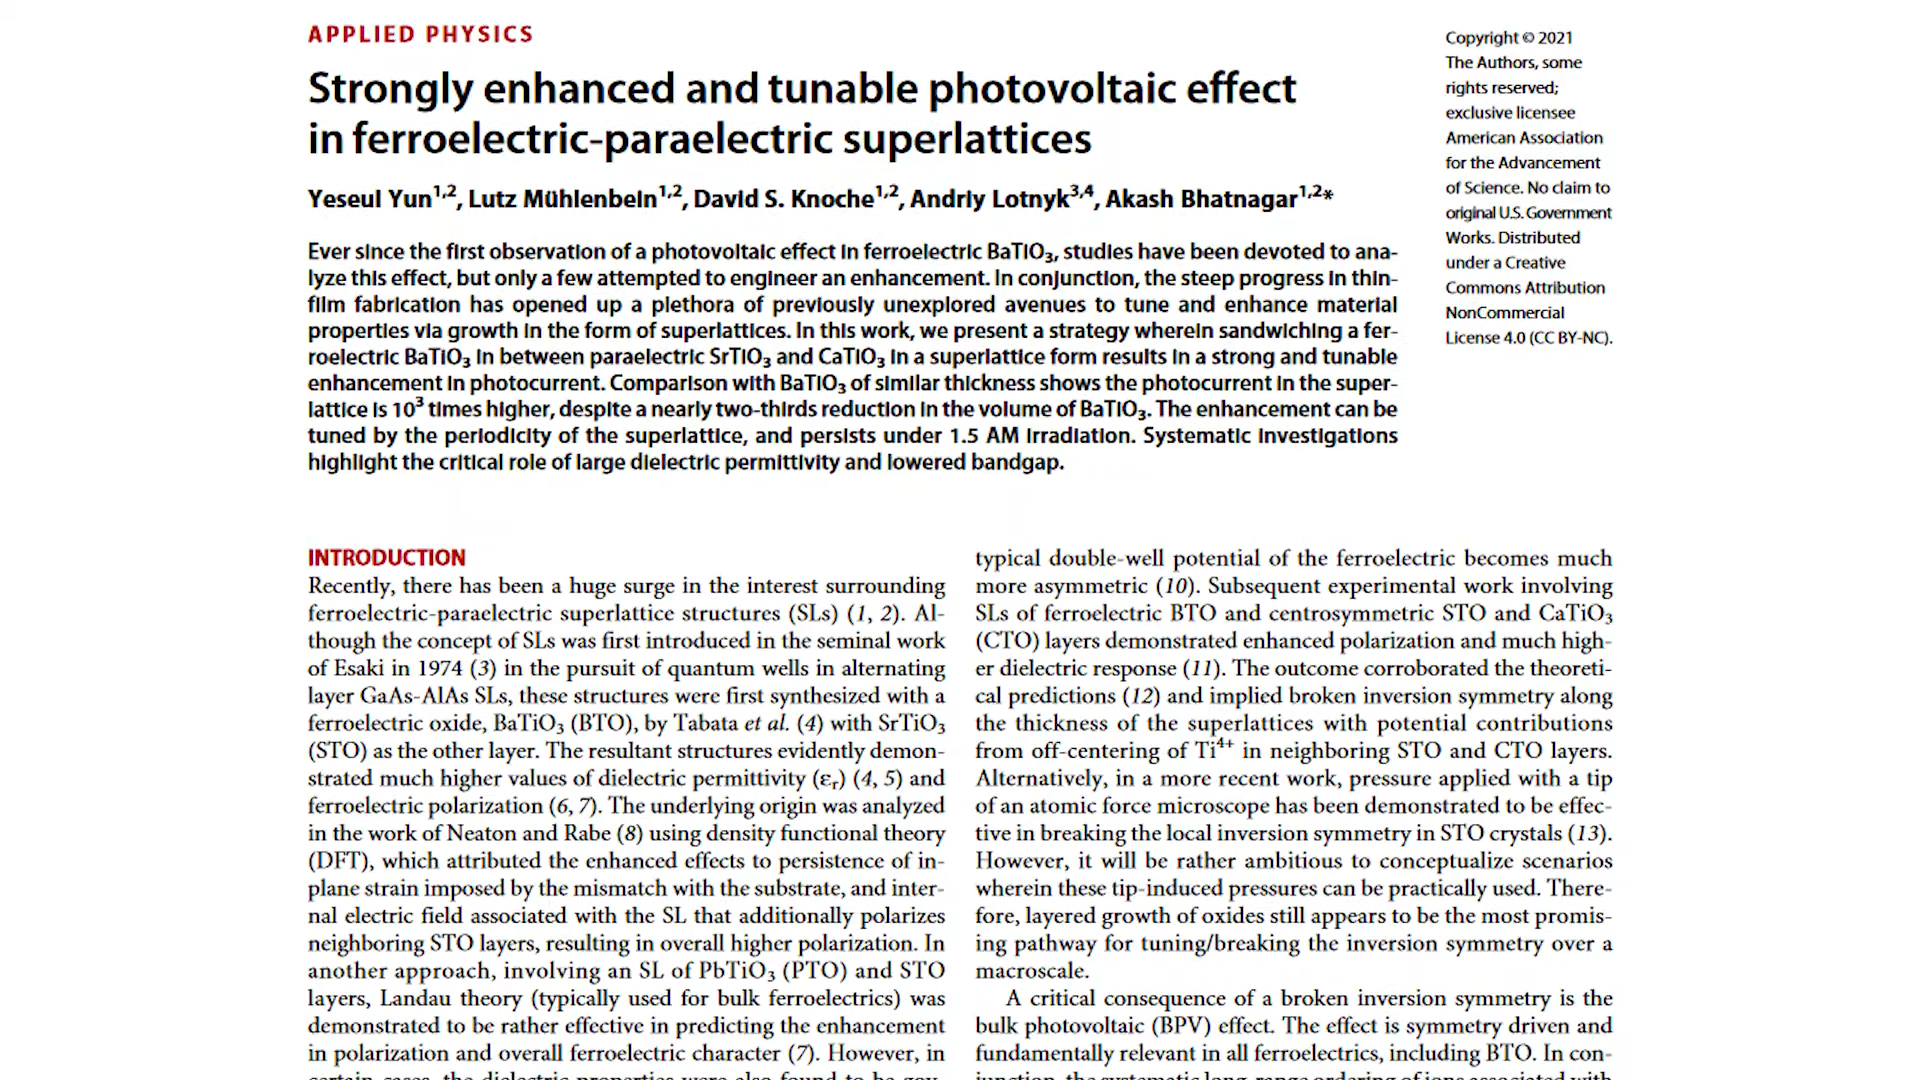 APPLIED PHYSICS
Strongly enhanced and tunable photovoltaic effect
in ferroelectric-paraelectric superlattices
Yeseul Yun1,2, Lutz Mühlenbein1,2, David S. Knoche1,2, Andriy Lotnyk3,4, Akash Bhatnagar1,2*
Ever since the first observation of a photovoltaic effect in ferroelectric BaTiO3, studies have been devoted to ana-
lyze this effect, but only a few attempted to engineer an enhancement. In conjunction, the steep progress in thin-
film fabrication has opened up a plethora of previously unexplored avenues to tune and enhance material
properties via growth in the form of superlattices. In this work, we present a strategy wherein sandwiching a fer-
roelectric BaTiO3 in between paraelectric SrTiO3 and CaTiO3 in a superlattice form results in a strong and tunable
enhancement in photocurrent. Comparison with BaTiO3 of similar thickness shows the photocurrent in the super-
lattice is 10³ times higher, despite a nearly two-thirds reduction in the volume of BaTiO3. The enhancement can be
tuned by the periodicity of the superlattice, and persists under 1.5 AM irradiation. Systematic investigations
highlight the critical role of large dielectric permittivity and lowered bandgap.
Copyright © 2021
The Authors, some
rights reserved;
exclusive licensee
American Association
for the Advancement
of Science. No claim to
original U.S. Government
Works. Distributed
under a Creative
Commons Attribution
NonCommercial
License 4.0 (CC BY-NC).
INTRODUCTION
Recently, there has been a huge surge in the interest surrounding
ferroelectric-paraelectric superlattice structures (SLs) (1, 2). Al-
though the concept of SLs was first introduced in the seminal work
of Esaki in 1974 (3) in the pursuit of quantum wells in alternating
layer GaAs-AlAs SLs, these structures were first synthesized with a
ferroelectric oxide, BaTiO3 (BTO), by Tabata et al. (4) with SrTiO3
(STO) as the other layer. The resultant structures evidently demon-
strated much higher values of dielectric permittivity (εr) (4, 5) and
ferroelectric polarization (6, 7). The underlying origin was analyzed
in the work of Neaton and Rabe (8) using density functional theory
(DFT), which attributed the enhanced effects to persistence of in-
plane strain imposed by the mismatch with the substrate, and inter-
nal electric field associated with the SL that additionally polarizes
neighboring STO layers, resulting in overall higher polarization. In
another approach, involving an SL of PbTiO3 (PTO) and STO
layers, Landau theory (typically used for bulk ferroelectrics) was
demonstrated to be rather effective in predicting the enhancement
in polarization and overall ferroelectric character (7). However, in
certain cases, the dielectric properties were also found to be gov-
typical double-well potential of the ferroelectric becomes much
more asymmetric (10). Subsequent experimental work involving
SLs of ferroelectric BTO and centrosymmetric STO and CaTiO3
(CTO) layers demonstrated enhanced polarization and much high-
er dielectric response (11). The outcome corroborated the theoreti-
cal predictions (12) and implied broken inversion symmetry along
the thickness of the superlattices with potential contributions
from off-centering of Ti4+ in neighboring STO and CTO layers.
Alternatively, in a more recent work, pressure applied with a tip
of an atomic force microscope has been demonstrated to be effec-
tive in breaking the local inversion symmetry in STO crystals (13).
However, it will be rather ambitious to conceptualize scenarios
wherein these tip-induced pressures can be practically used. There-
fore, layered growth of oxides still appears to be the most promis-
ing pathway for tuning/breaking the inversion symmetry over a
macroscale.
A critical consequence of a broken inversion symmetry is the
bulk photovoltaic (BPV) effect. The effect is symmetry driven and
fundamentally relevant in all ferroelectrics, including BTO. In con-
junction, the systematic long-range ordering of ions associated with